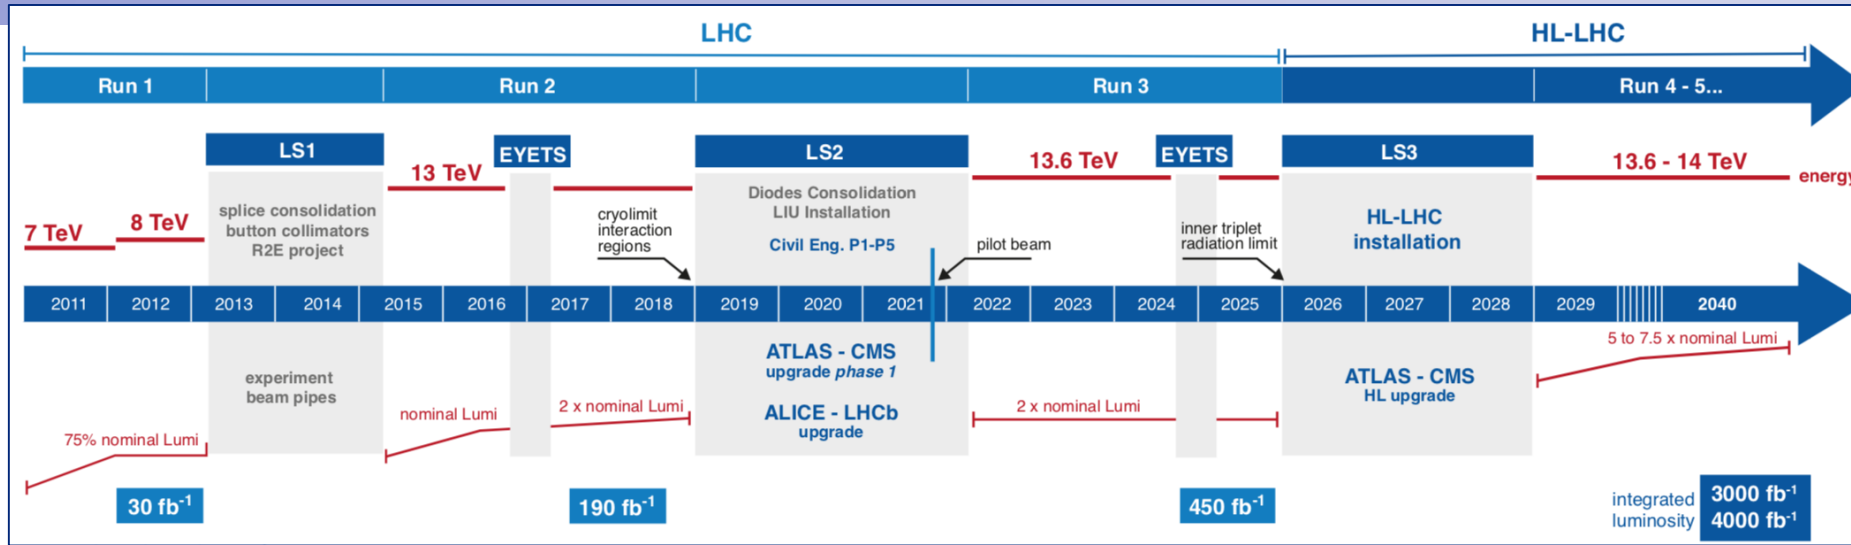 LHC
HL-LHC
Run 1
Run 2
Run 3
Run 4 - 5...
LS1
EYETS
LS2
EYETS
LS3
7 TeV
8 TeV
13 TeV
13.6 TeV
13.6 - 14 TeV
energy
splice consolidation
button collimators
R2E project
cryolimit
interaction
regions
Diodes Consolidation
LIU Installation
Civil Eng. P1-P5
pilot beam
inner triplet
radiation limit
HL-LHC
installation
2011
2012
2013
2014
2015
2016
2017
2018
2019
2020
2021
2022
2023
2024
2025
2026
2027
2028
2029
2040
75% nominal Lumi
experiment
beam pipes
nominal Lumi
2 x nominal Lumi
ATLAS - CMS
upgrade phase 1
ALICE - LHCb
upgrade
2 x nominal Lumi
ATLAS - CMS
HL upgrade
5 to 7.5 x nominal Lumi
30 fb⁻¹
190 fb⁻¹
450 fb⁻¹
integrated
luminosity
3000 fb⁻¹
4000 fb⁻¹